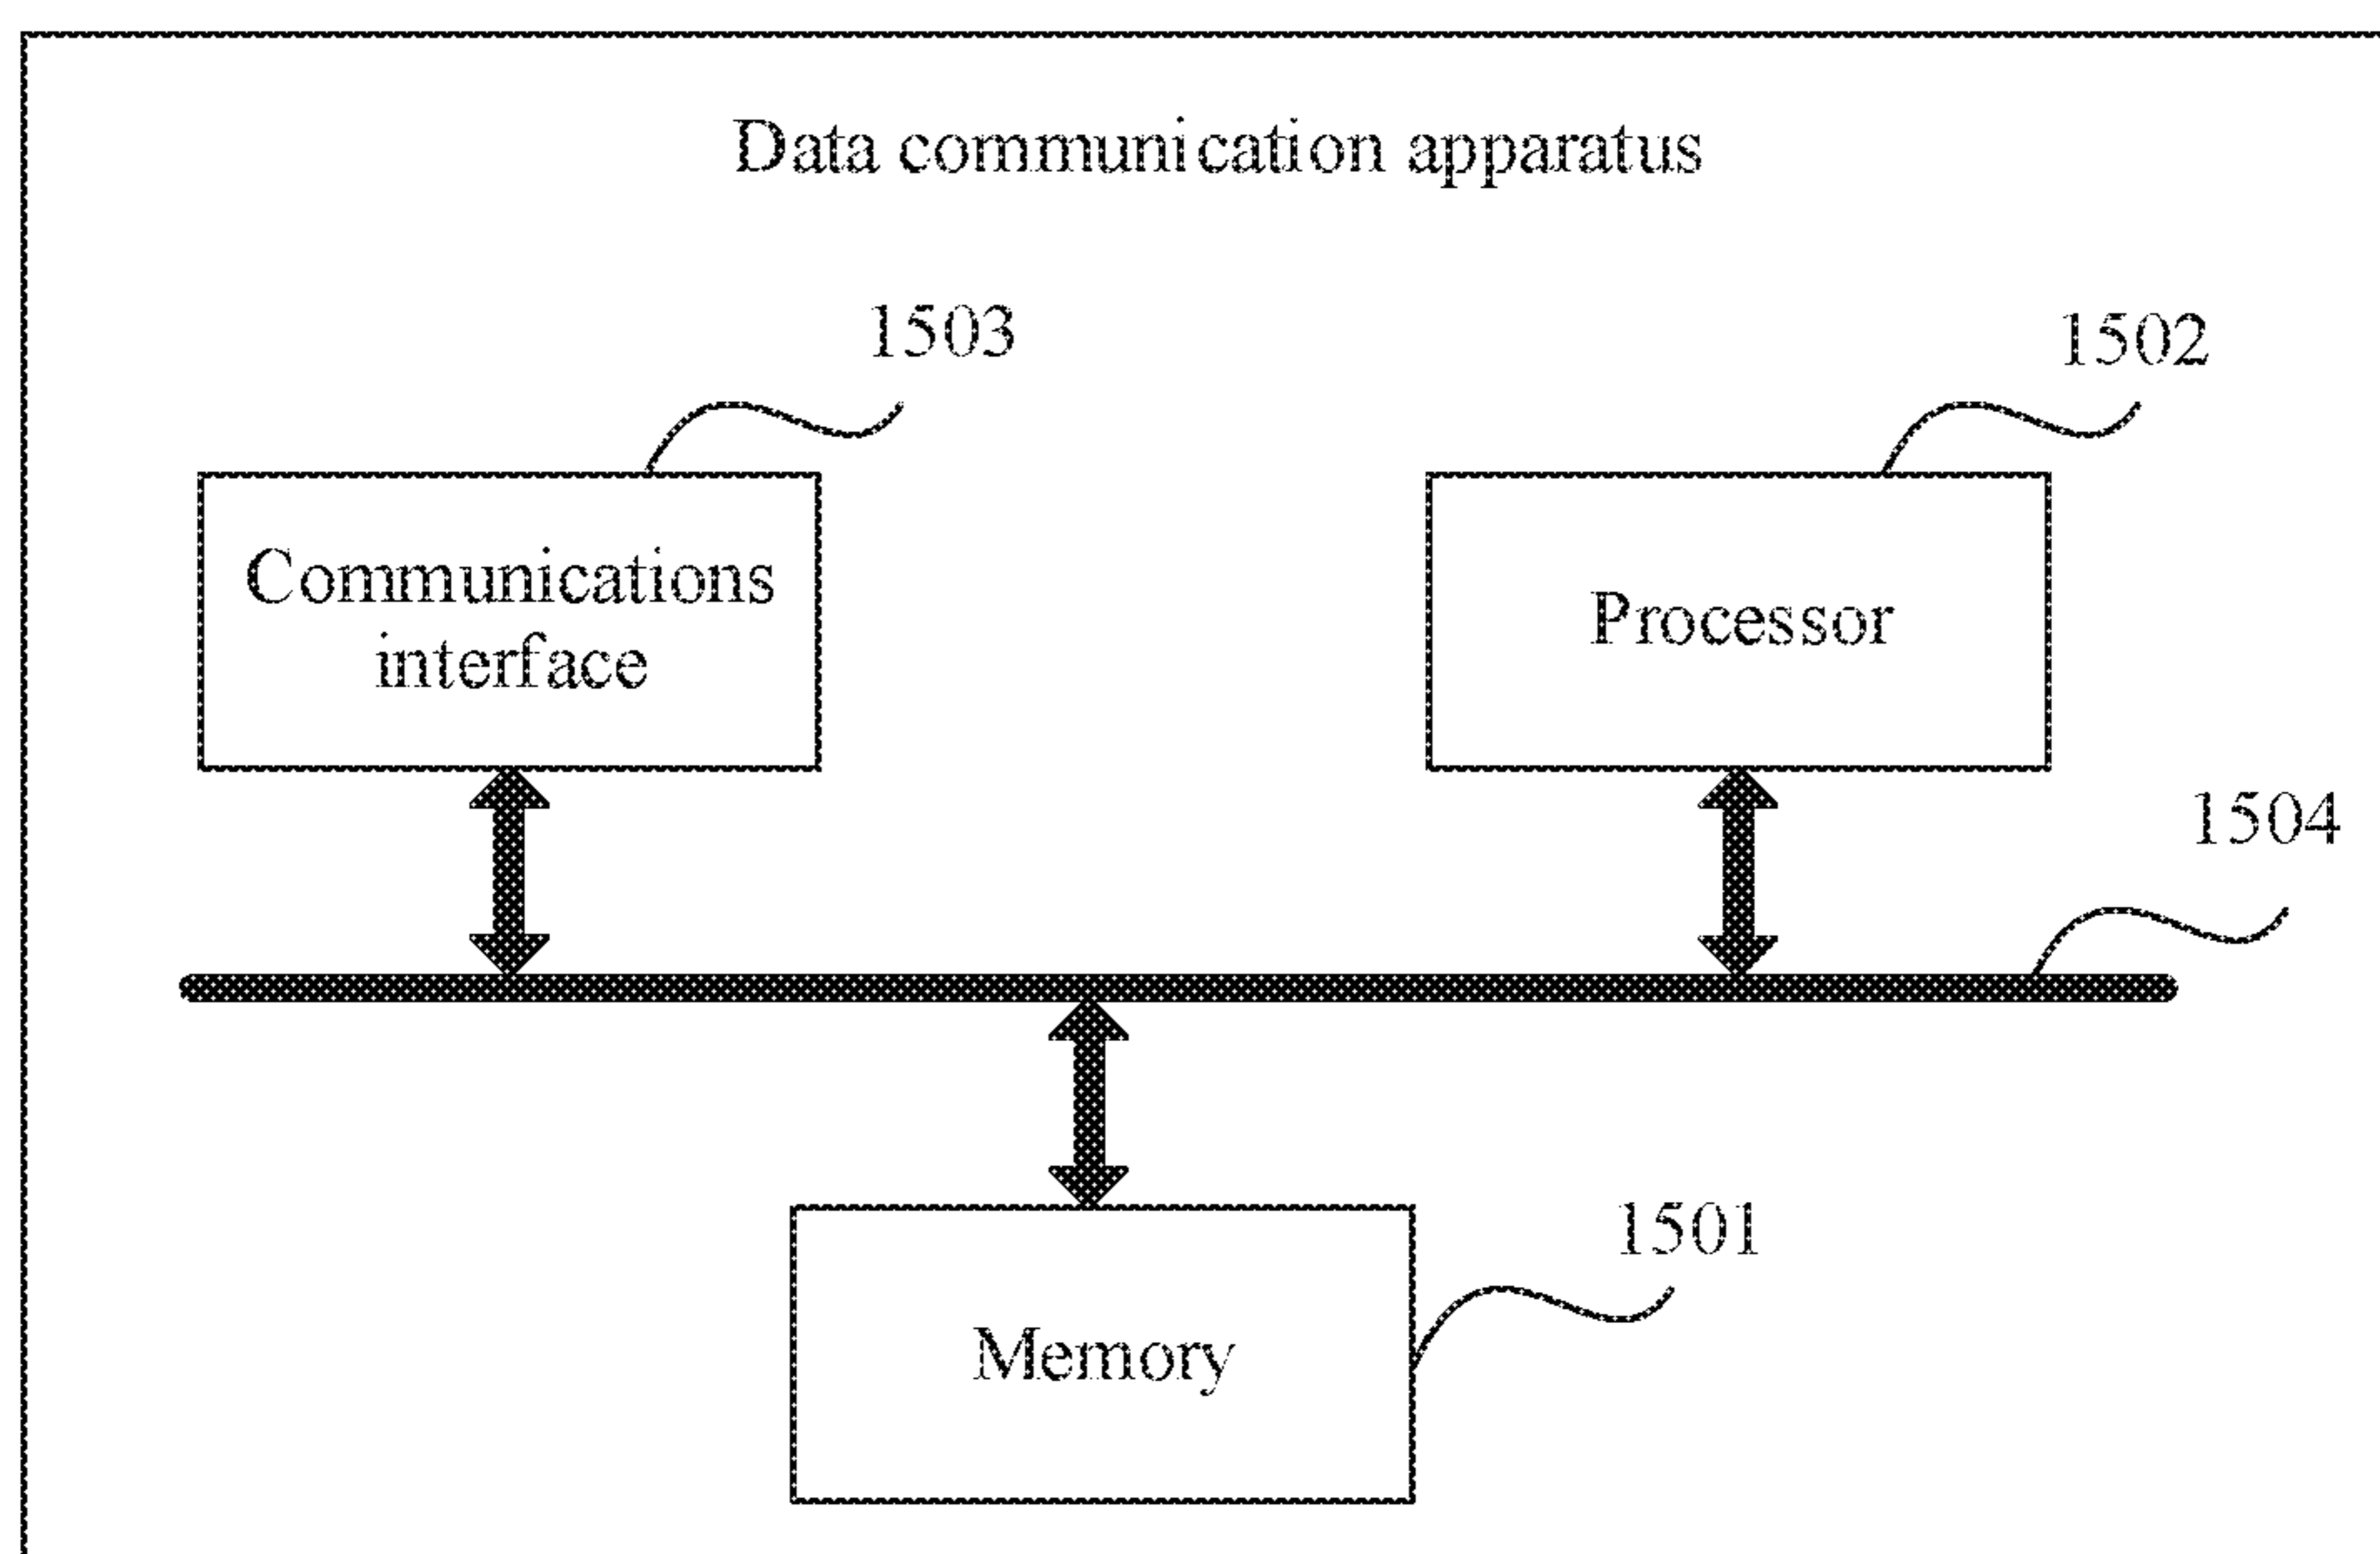 Data communication apparatus
1503
1502
Communications
interface
Processor
1504
1501
Memory